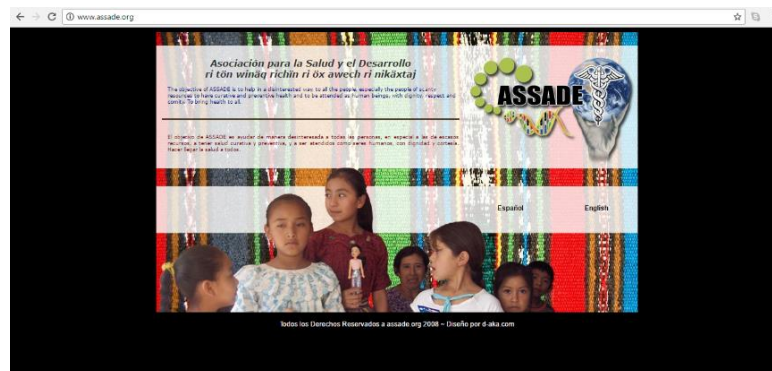 www.assade.org
Asociación para la Salud y el Desarrollo
ri tön winäq richïn ri öx awech ri nikäxtaj
The objective of ASSADE is to help in a disinterested way to all the people, especially the people of scanty
resources to have curative and preventive health and to be attended as human beings, with dignity, respect and
comity. To bring health to all.
ASSADE
El objetivo de ASSADE es ayudar de manera desinteresada a todas las personas, en especial a las de escasos
recursos, a tener salud curativa y preventiva, y a ser atendidos como seres humanos, con dignidad y cortesía.
Hacer llegar la salud a todos.
Español
English
Todos los Derechos Reservados a assade.org 2008 – Diseño por d-aka.com